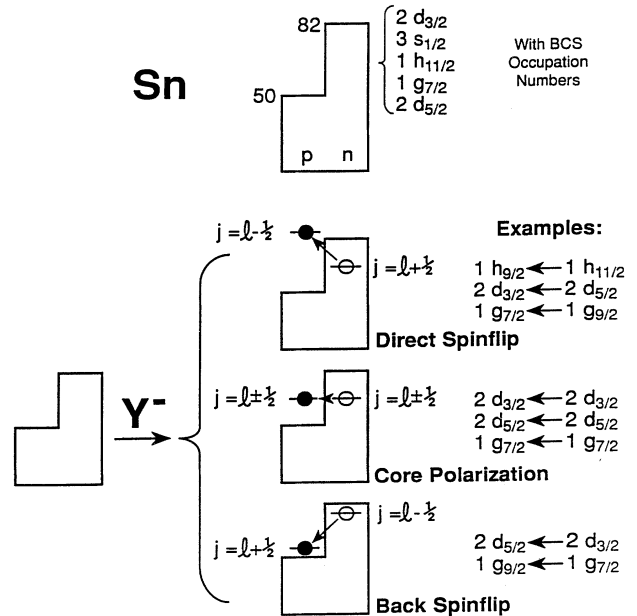 Sn
82
50
p n
2 d3/2
3 s1/2
1 h11/2
1 g7/2
2 d5/2
With BCS
Occupation
Numbers
Y-
j = ℓ-½
j = ℓ+½
Direct Spinflip
Examples:
1 h9/2 ← 1 h11/2
2 d3/2 ← 2 d5/2
1 g7/2 ← 1 g9/2
j = ℓ±½
j = ℓ±½
Core Polarization
2 d3/2 ← 2 d3/2
2 d5/2 ← 2 d5/2
1 g7/2 ← 1 g7/2
j = ℓ-½
j = ℓ+½
Back Spinflip
2 d5/2 ← 2 d3/2
1 g9/2 ← 1 g7/2